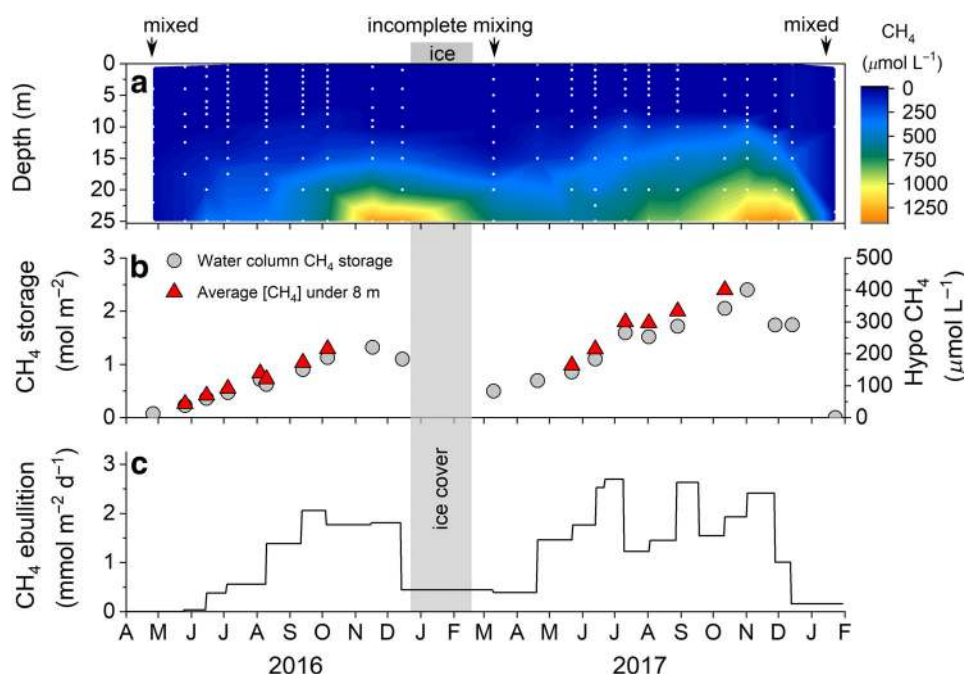 mixed
incomplete mixing
mixed
ice
a
Depth (m)
0
5
10
15
20
25
CH₄
(μmol L⁻¹)
0
250
500
750
1000
1250
b
Water column CH₄ storage
Average [CH₄] under 8 m
CH₄ storage
(mol m⁻²)
3
2
1
0
Hypo CH₄
(μmol L⁻¹)
500
400
300
200
100
0
c
ice cover
CH₄ ebullition
(mmol m⁻² d⁻¹)
3
2
1
0
A M J J A S O N D J F M A M J J A S O N D J F
2016 2017